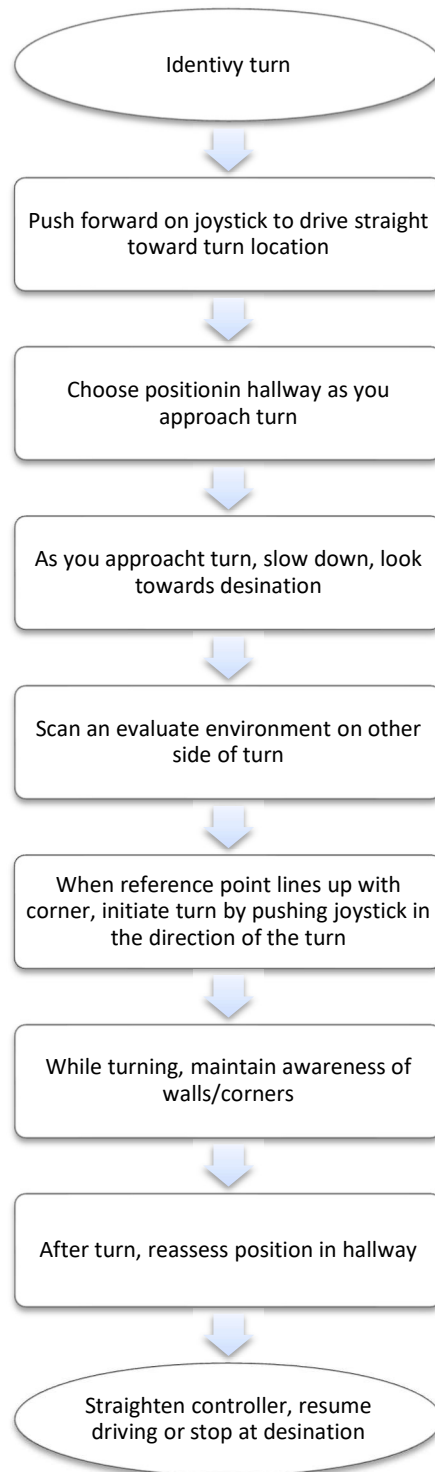 Identivy turn
Push forward on joystick to drive straight
toward turn location
Choose positionin hallway as you
approach turn
As you approacht turn, slow down, look
towards desination
Scan an evaluate environment on other
side of turn
When reference point lines up with
corner, initiate turn by pushing joystick in
the direction of the turn
While turning, maintain awareness of
walls/corners
After turn, reassess position in hallway
Straighten controller, resume
driving or stop at desination